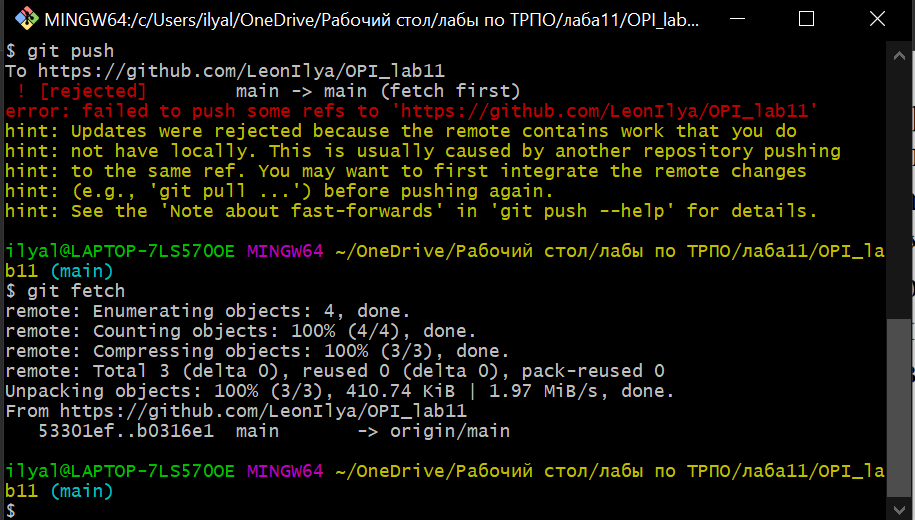 MINGW64:/c/Users/ilyal/OneDrive/Рабочий стол/лабы по ТРПО/лаба11/OPI_lab...
$ git push
To https://github.com/LeonIlya/OPI_lab11
 ! [rejected]        main -> main (fetch first)
error: failed to push some refs to 'https://github.com/LeonIlya/OPI_lab11'
hint: Updates were rejected because the remote contains work that you do
hint: not have locally. This is usually caused by another repository pushing
hint: to the same ref. You may want to first integrate the remote changes
hint: (e.g., 'git pull ...') before pushing again.
hint: See the 'Note about fast-forwards' in 'git push --help' for details.
ilyal@LAPTOP-7LS57OOE MINGW64 ~/OneDrive/Рабочий стол/лабы по ТРПО/лаба11/OPI_la
b11 (main)
$ git fetch
remote: Enumerating objects: 4, done.
remote: Counting objects: 100% (4/4), done.
remote: Compressing objects: 100% (3/3), done.
remote: Total 3 (delta 0), reused 0 (delta 0), pack-reused 0
Unpacking objects: 100% (3/3), 410.74 KiB | 1.97 MiB/s, done.
From https://github.com/LeonIlya/OPI_lab11
   53301ef..b0316e1  main       -> origin/main
ilyal@LAPTOP-7LS57OOE MINGW64 ~/OneDrive/Рабочий стол/лабы по ТРПО/лаба11/OPI_la
b11 (main)
$